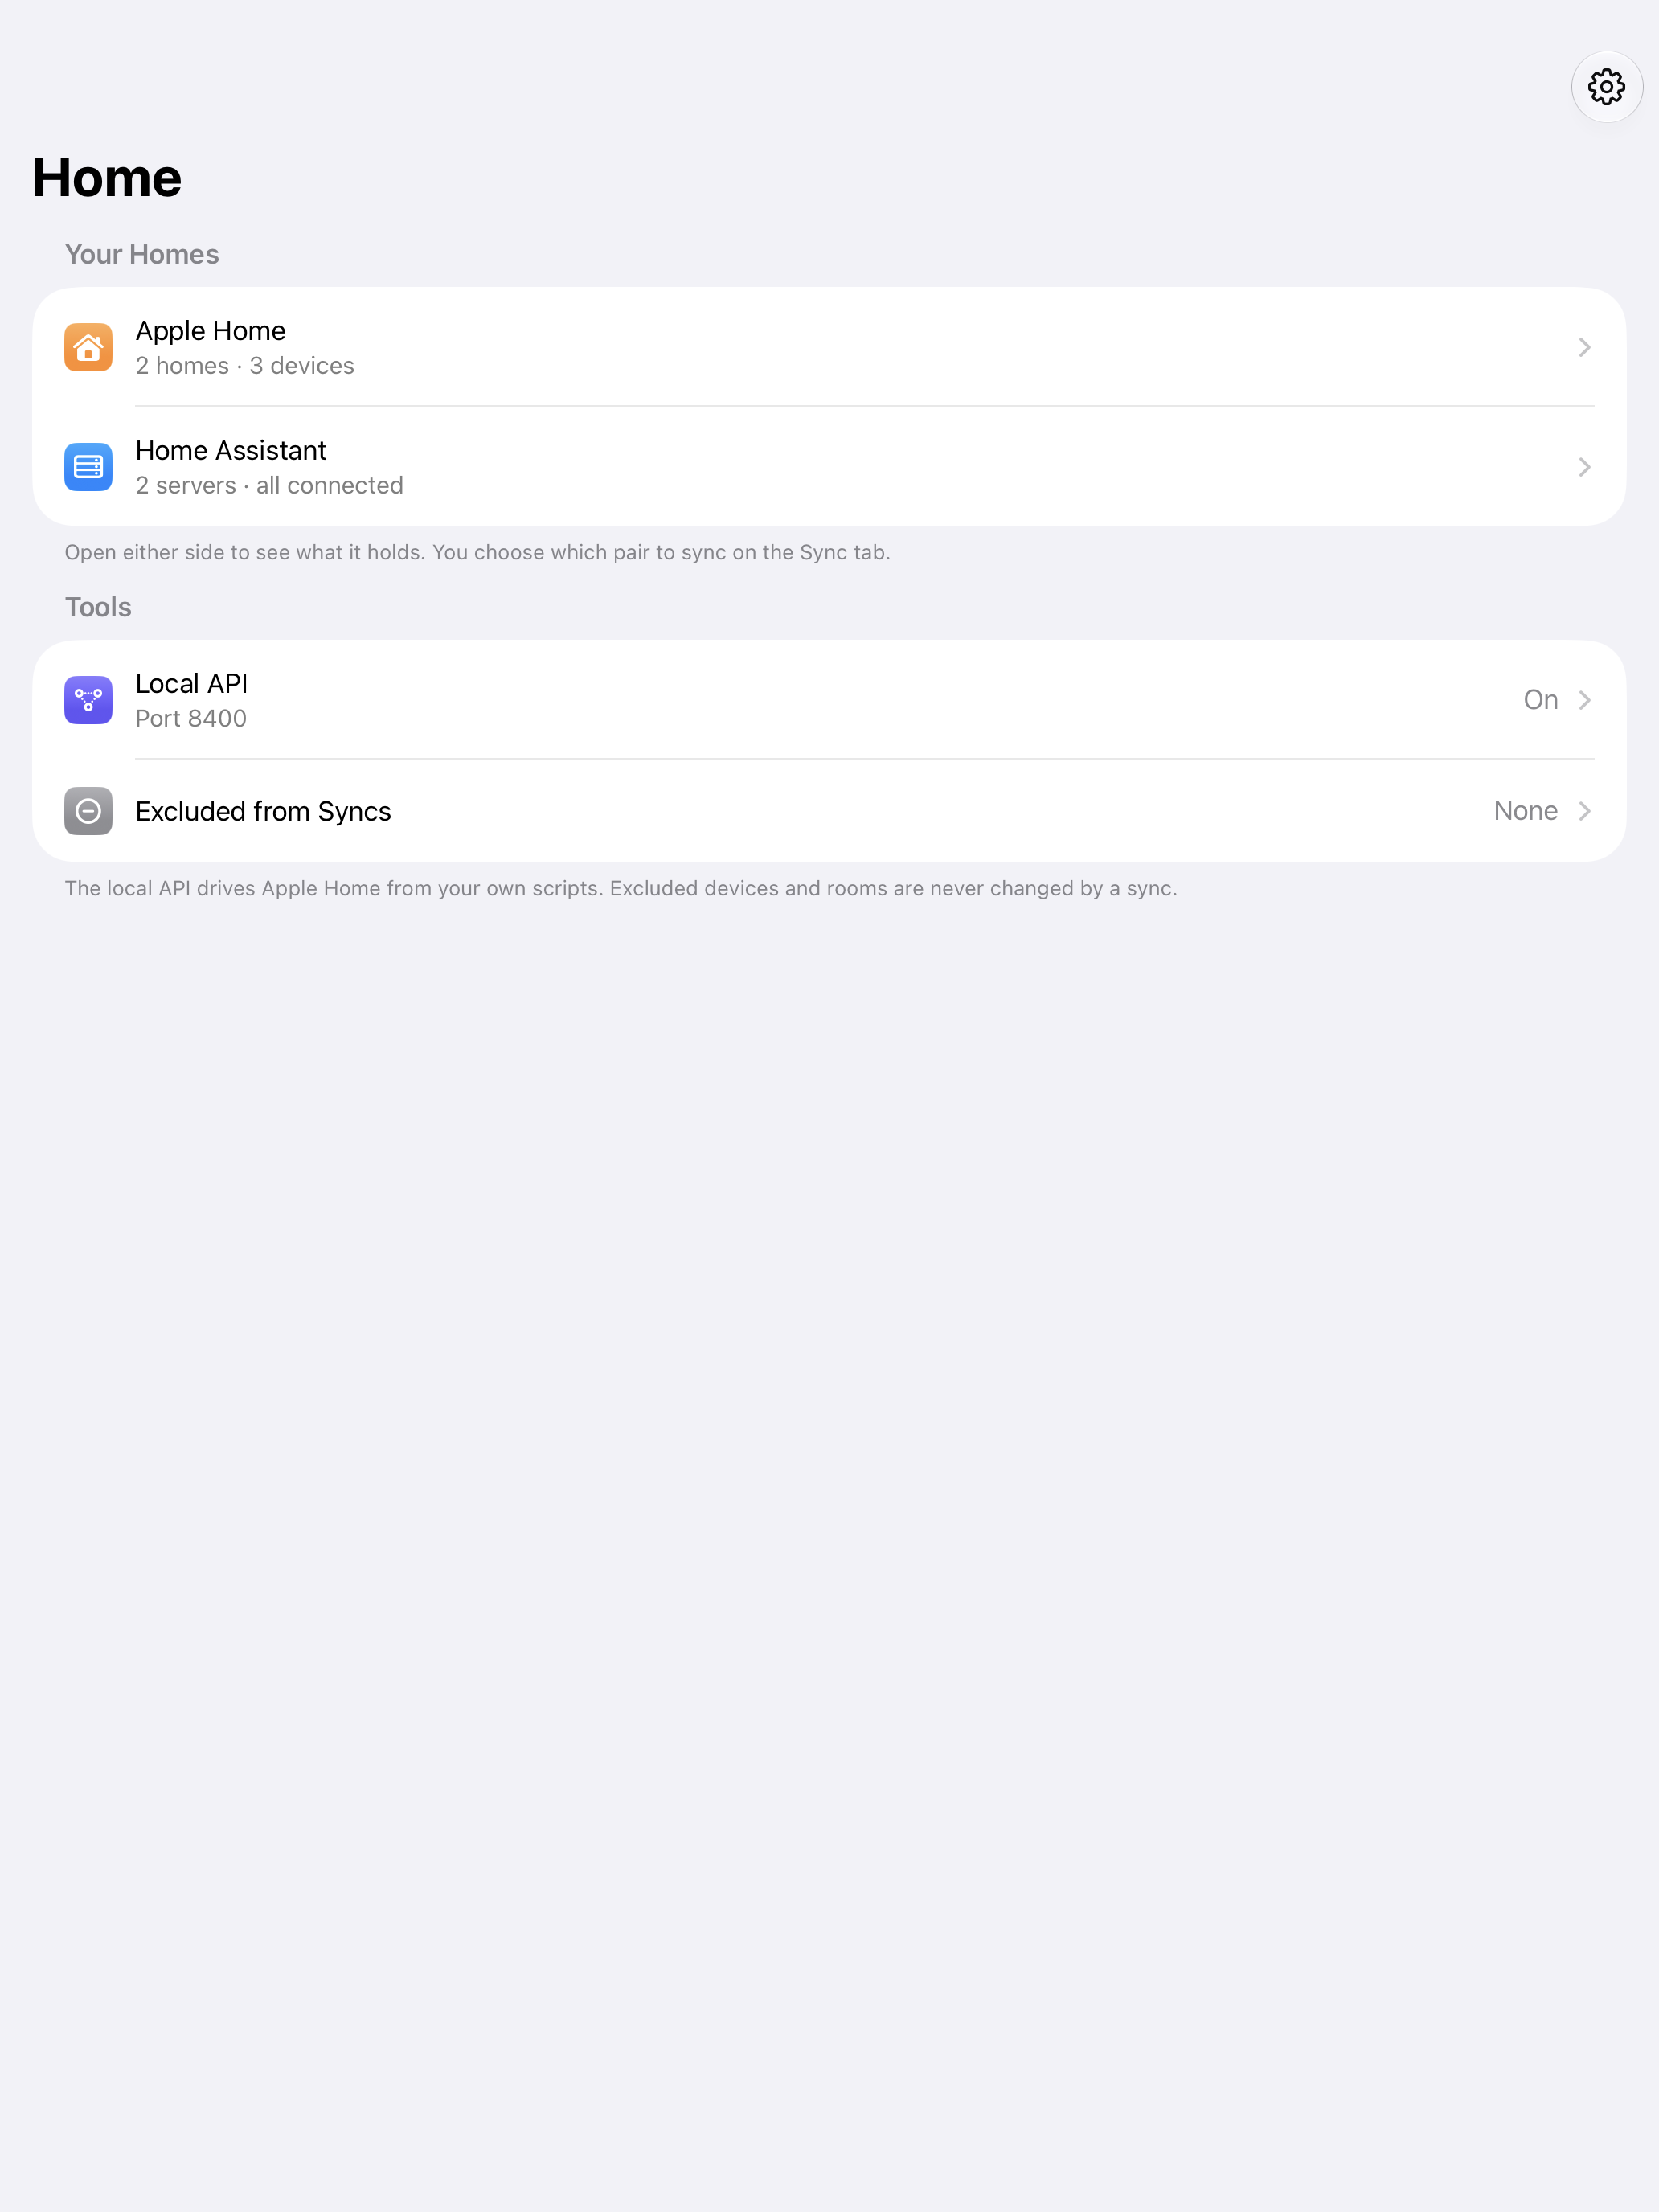 Home
Your Homes
Apple Home
2 homes · 3 devices
Home Assistant
2 servers · all connected
Open either side to see what it holds. You choose which pair to sync on the Sync tab.
Tools
Local API
Port 8400
On
Excluded from Syncs
None
The local API drives Apple Home from your own scripts. Excluded devices and rooms are never changed by a sync.